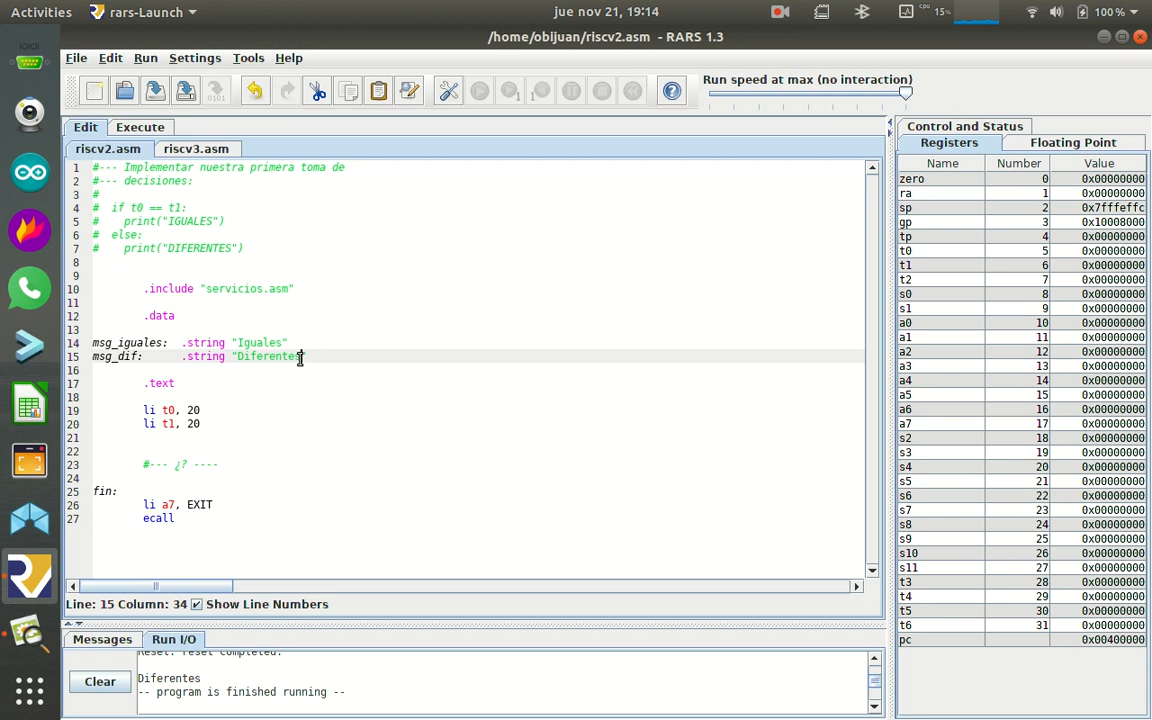 Activities rars-Launch jue nov 21, 19:14 cpu 15% 100%
/home/obijuan/riscv2.asm - RARS 1.3
File Edit Run Settings Tools Help
Run speed at max (no interaction)
Edit Execute
riscv2.asm riscv3.asm
1 #--- Implementar nuestra primera toma de
2 #--- decisiones:
3 #
4 # if t0 == t1:
5 # print("IGUALES")
6 # else:
7 # print("DIFERENTES")
8
9
10 .include "servicios.asm"
11
12 .data
13
14 msg_iguales: .string "Iguales"
15 msg_dif: .string "Diferentes"
16
17 .text
18
19 li t0, 20
20 li t1, 20
21
22
23 #--- ¿? ----
24
25 fin:
26 li a7, EXIT
27 ecall
Line: 15 Column: 34 Show Line Numbers
Messages Run I/O
Reset: reset completed.
Diferentes
-- program is finished running --
Clear
Control and Status
Registers Floating Point
Name Number Value
zero 0 0x00000000
ra 1 0x00000000
sp 2 0x7fffeffc
gp 3 0x10008000
tp 4 0x00000000
t0 5 0x00000000
t1 6 0x00000000
t2 7 0x00000000
s0 8 0x00000000
s1 9 0x00000000
a0 10 0x00000000
a1 11 0x00000000
a2 12 0x00000000
a3 13 0x00000000
a4 14 0x00000000
a5 15 0x00000000
a6 16 0x00000000
a7 17 0x00000000
s2 18 0x00000000
s3 19 0x00000000
s4 20 0x00000000
s5 21 0x00000000
s6 22 0x00000000
s7 23 0x00000000
s8 24 0x00000000
s9 25 0x00000000
s10 26 0x00000000
s11 27 0x00000000
t3 28 0x00000000
t4 29 0x00000000
t5 30 0x00000000
t6 31 0x00000000
pc 0x00400000